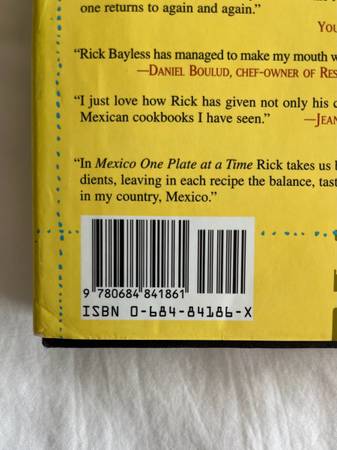 one returns to again and again.”
“Rick Bayless has managed to make my mouth
—DANIEL BOULUD, CHEF-OWNER OF
“I just love how Rick has given not only his
Mexican cookbooks I have seen.”
“In Mexico One Plate at a Time Rick takes us
dients, leaving in each recipe the balance,
in my country, Mexico.”
9 780684 841861
ISBN 0-684-84186-X